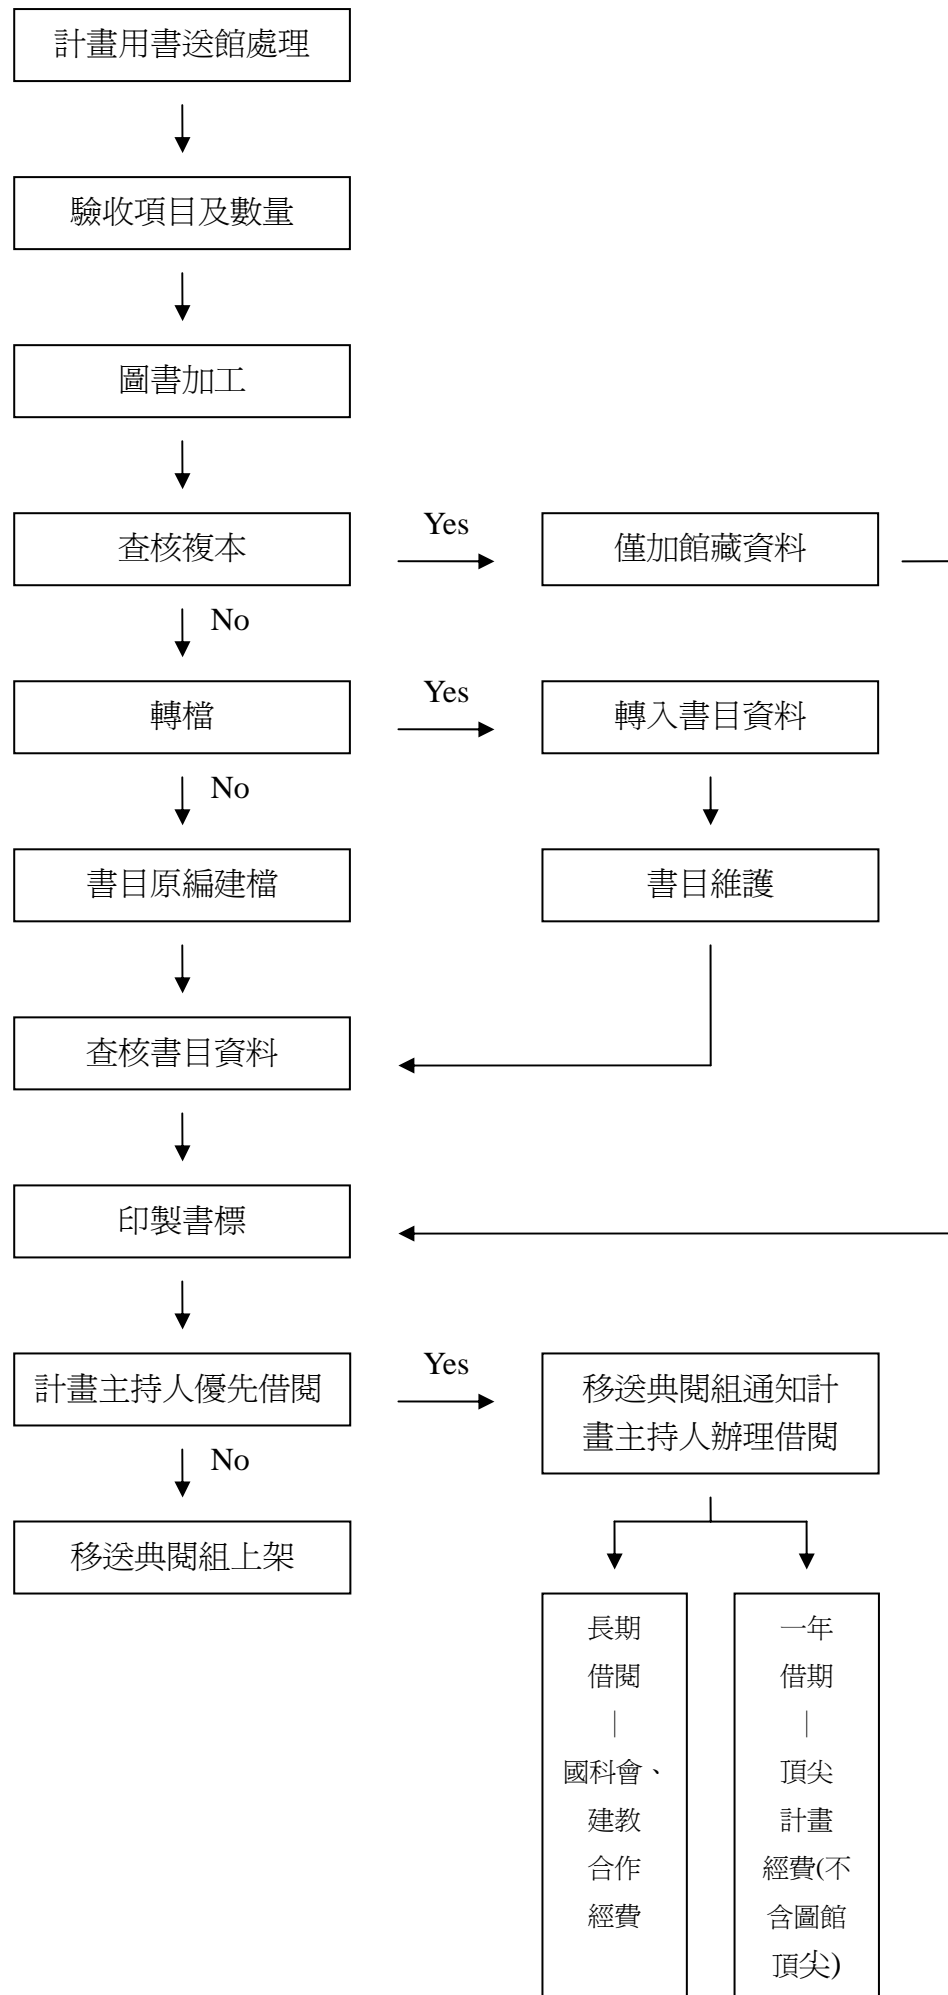 計畫用書送館處理
驗收項目及數量
圖書加工
查核複本
Yes
僅加館藏資料
No
轉檔
Yes
轉入書目資料
No
書目原編建檔
書目維護
查核書目資料
印製書標
計畫主持人優先借閱
Yes
移送典閱組通知計
畫主持人辦理借閱
No
移送典閱組上架
長期
借閱
｜
國科會、
建教
合作
經費
一年
借期
｜
頂尖
計畫
經費(不
含圖館
頂尖)